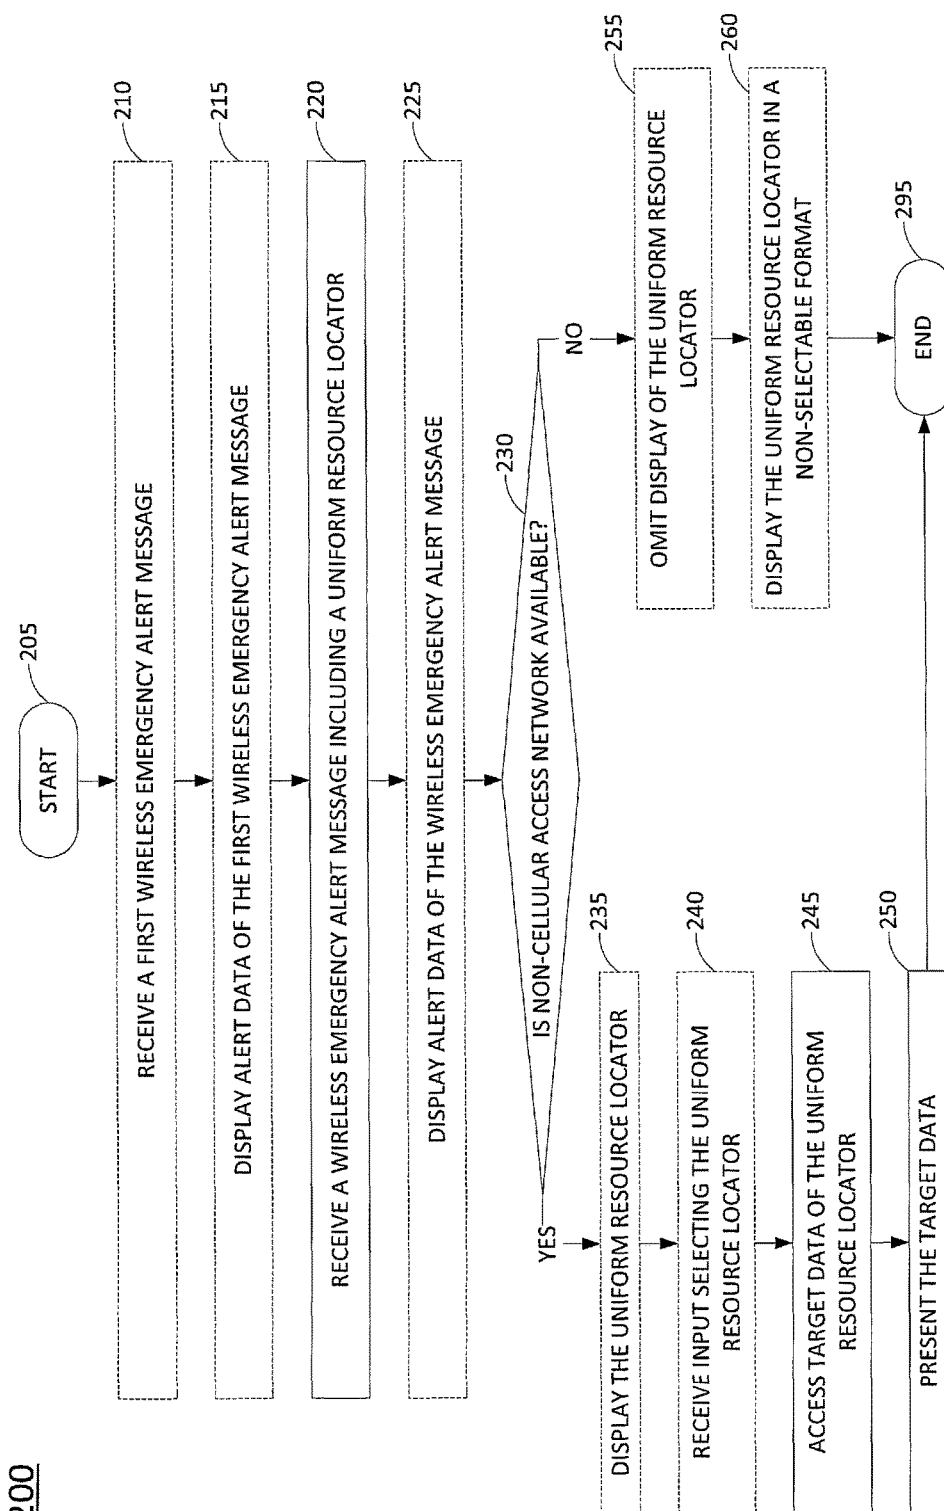 200
START
205
RECEIVE A FIRST WIRELESS EMERGENCY ALERT MESSAGE
210
DISPLAY ALERT DATA OF THE FIRST WIRELESS EMERGENCY ALERT MESSAGE
215
RECEIVE A WIRELESS EMERGENCY ALERT MESSAGE INCLUDING A UNIFORM RESOURCE LOCATOR
220
DISPLAY ALERT DATA OF THE WIRELESS EMERGENCY ALERT MESSAGE
225
IS NON-CELLULAR ACCESS NETWORK AVAILABLE?
230
YES
DISPLAY THE UNIFORM RESOURCE LOCATOR
235
RECEIVE INPUT SELECTING THE UNIFORM
RESOURCE LOCATOR
240
ACCESS TARGET DATA OF THE UNIFORM
RESOURCE LOCATOR
245
PRESENT THE TARGET DATA
250
NO
OMIT DISPLAY OF THE UNIFORM RESOURCE
LOCATOR
255
DISPLAY THE UNIFORM RESOURCE LOCATOR IN A
NON-SELECTABLE FORMAT
260
END
295